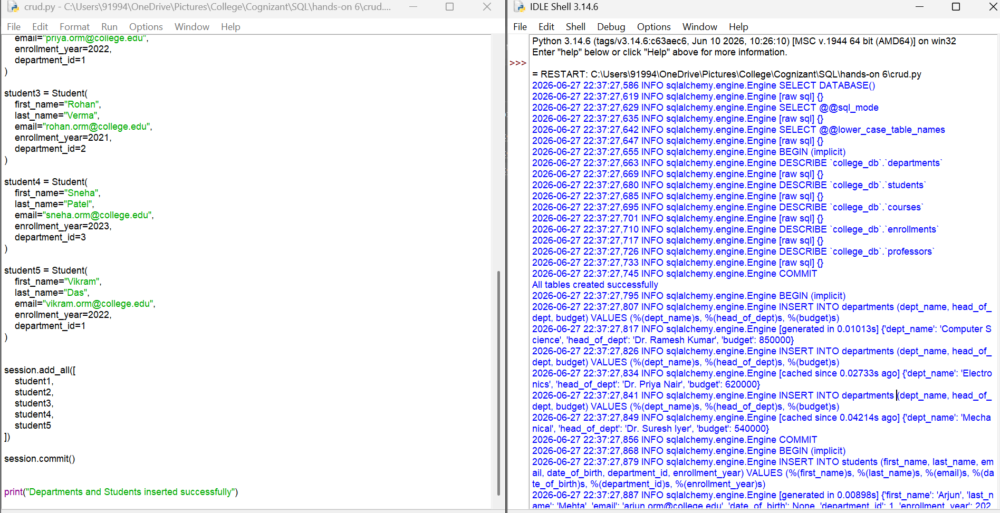 crud.py - C:\Users\91994\OneDrive\Pictures\College\Cognizant\SQL\hands-on 6\crud....
File Edit Format Run Options Window Help
email="priya.orm@college.edu",
enrollment_year=2022,
department_id=1
)
student3 = Student(
first_name="Rohan",
last_name="Verma",
email="rohan.orm@college.edu",
enrollment_year=2021,
department_id=2
)
student4 = Student(
first_name="Sneha",
last_name="Patel",
email="sneha.orm@college.edu",
enrollment_year=2023,
department_id=3
)
student5 = Student(
first_name="Vikram",
last_name="Das",
email="vikram.orm@college.edu",
enrollment_year=2022,
department_id=1
)
session.add_all([
student1,
student2,
student3,
student4,
student5
])
session.commit()
print("Departments and Students inserted successfully")
IDLE Shell 3.14.6
File Edit Shell Debug Options Window Help
Python 3.14.6 (tags/v3.14.6:c63aec6, Jun 10 2026, 10:26:10) [MSC v.1944 64 bit (AMD64)] on win32
Enter "help" below or click "Help" above for more information.
>>>
= RESTART: C:\Users\91994\OneDrive\Pictures\College\Cognizant\SQL\hands-on 6\crud.py
2026-06-27 22:37:27,586 INFO sqlalchemy.engine.Engine SELECT DATABASE()
2026-06-27 22:37:27,619 INFO sqlalchemy.engine.Engine [raw sql] {}
2026-06-27 22:37:27,629 INFO sqlalchemy.engine.Engine SELECT @@sql_mode
2026-06-27 22:37:27,635 INFO sqlalchemy.engine.Engine [raw sql] {}
2026-06-27 22:37:27,642 INFO sqlalchemy.engine.Engine SELECT @@lower_case_table_names
2026-06-27 22:37:27,647 INFO sqlalchemy.engine.Engine [raw sql] {}
2026-06-27 22:37:27,655 INFO sqlalchemy.engine.Engine BEGIN (implicit)
2026-06-27 22:37:27,663 INFO sqlalchemy.engine.Engine DESCRIBE `college_db`.`departments`
2026-06-27 22:37:27,669 INFO sqlalchemy.engine.Engine [raw sql] {}
2026-06-27 22:37:27,680 INFO sqlalchemy.engine.Engine DESCRIBE `college_db`.`students`
2026-06-27 22:37:27,685 INFO sqlalchemy.engine.Engine [raw sql] {}
2026-06-27 22:37:27,695 INFO sqlalchemy.engine.Engine DESCRIBE `college_db`.`courses`
2026-06-27 22:37:27,701 INFO sqlalchemy.engine.Engine [raw sql] {}
2026-06-27 22:37:27,710 INFO sqlalchemy.engine.Engine DESCRIBE `college_db`.`enrollments`
2026-06-27 22:37:27,717 INFO sqlalchemy.engine.Engine [raw sql] {}
2026-06-27 22:37:27,726 INFO sqlalchemy.engine.Engine DESCRIBE `college_db`.`professors`
2026-06-27 22:37:27,733 INFO sqlalchemy.engine.Engine [raw sql] {}
2026-06-27 22:37:27,745 INFO sqlalchemy.engine.Engine COMMIT
All tables created successfully
2026-06-27 22:37:27,795 INFO sqlalchemy.engine.Engine BEGIN (implicit)
2026-06-27 22:37:27,807 INFO sqlalchemy.engine.Engine INSERT INTO departments (dept_name, head_of_
dept, budget) VALUES (%(dept_name)s, %(head_of_dept)s, %(budget)s)
2026-06-27 22:37:27,817 INFO sqlalchemy.engine.Engine [generated in 0.01013s] {'dept_name': 'Computer S
cience', 'head_of_dept': 'Dr. Ramesh Kumar', 'budget': 850000}
2026-06-27 22:37:27,826 INFO sqlalchemy.engine.Engine INSERT INTO departments (dept_name, head_of_
dept, budget) VALUES (%(dept_name)s, %(head_of_dept)s, %(budget)s)
2026-06-27 22:37:27,834 INFO sqlalchemy.engine.Engine [cached since 0.02733s ago] {'dept_name': 'Electro
nics', 'head_of_dept': 'Dr. Priya Nair', 'budget': 620000}
2026-06-27 22:37:27,841 INFO sqlalchemy.engine.Engine INSERT INTO departments (dept_name, head_of_
dept, budget) VALUES (%(dept_name)s, %(head_of_dept)s, %(budget)s)
2026-06-27 22:37:27,849 INFO sqlalchemy.engine.Engine [cached since 0.04214s ago] {'dept_name': 'Mecha
nical', 'head_of_dept': 'Dr. Suresh Iyer', 'budget': 540000}
2026-06-27 22:37:27,856 INFO sqlalchemy.engine.Engine COMMIT
2026-06-27 22:37:27,868 INFO sqlalchemy.engine.Engine BEGIN (implicit)
2026-06-27 22:37:27,879 INFO sqlalchemy.engine.Engine INSERT INTO students (first_name, last_name, em
ail, date_of_birth, department_id, enrollment_year) VALUES (%(first_name)s, %(last_name)s, %(email)s, %(da
te_of_birth)s, %(department_id)s, %(enrollment_year)s)
2026-06-27 22:37:27,887 INFO sqlalchemy.engine.Engine [generated in 0.00898s] {'first_name': 'Arjun', 'last_n
ame': 'Mehta', 'email': 'arjun.orm@college.edu', 'date_of_birth': None, 'department_id': 1, 'enrollment_year': 202